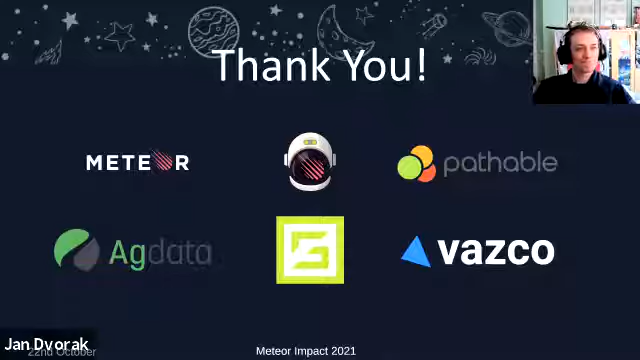 Thank You!
METEOR
pathable
Agdata
vazco
Jan Dvorak
22nd October
Meteor Impact 2021